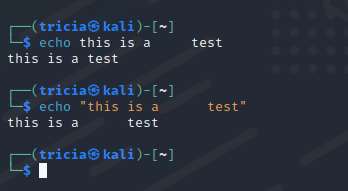 ┌──(tricia㉿kali)-[~]
└─$ echo this is a     test
this is a test
┌──(tricia㉿kali)-[~]
└─$ echo "this is a      test"
this is a      test
┌──(tricia㉿kali)-[~]
└─$